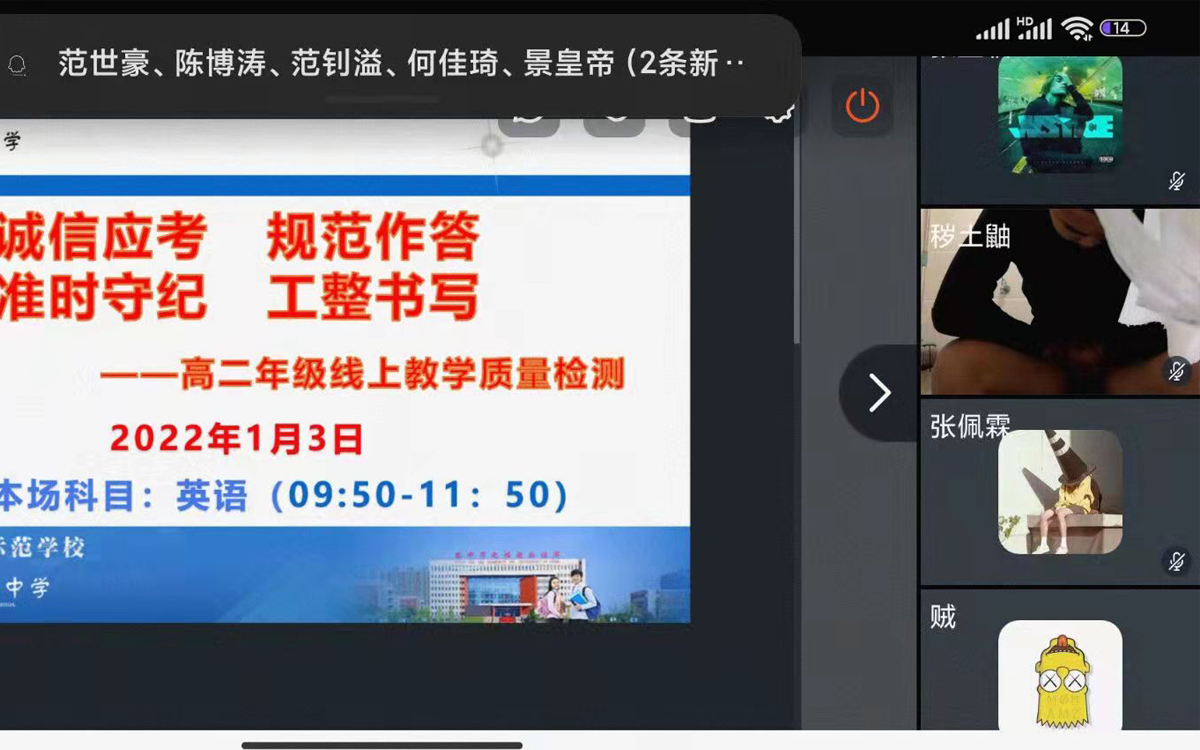 HD
14
范世豪、陈博涛、范钊溢、何佳琦、景皇帝（2条新··
学
JUSTICE
诚信应考 规范作答
准时守纪 工整书写
——高二年级线上教学质量检测
2022年1月3日
本场科目：英语（09:50-11：50）
示范学校
中学
秽土鼬
张佩霖
贼